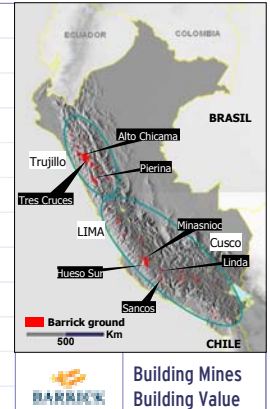 ECUADOR
COLOMBIA
BRASIL
Alto Chicama
Trujillo
Pierina
Tres Cruces
Minasnioc
LIMA
Cusco
Linda
Hueso Sur
Sancos
Barrick ground
Km
500
CHILE
BARRICK
Building Mines
Building Value